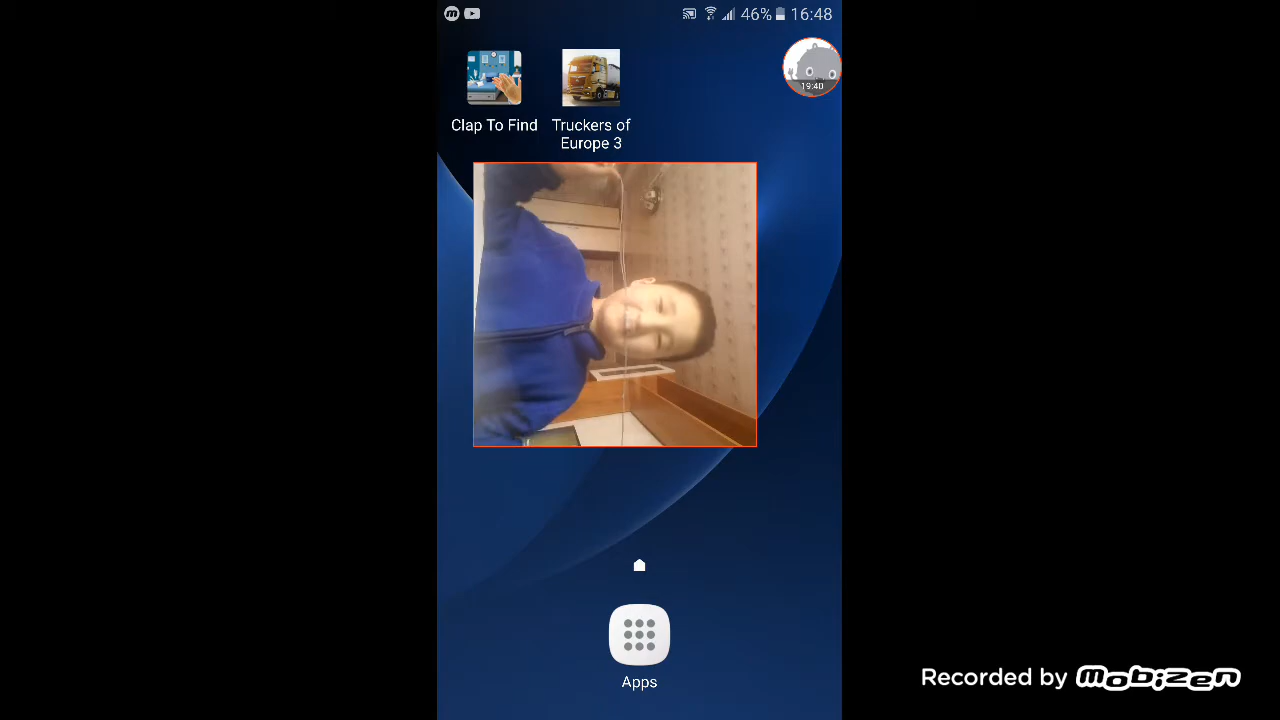 46% 16:48
19:40
Clap To Find
Truckers of
Europe 3
Apps
Recorded by mobizen